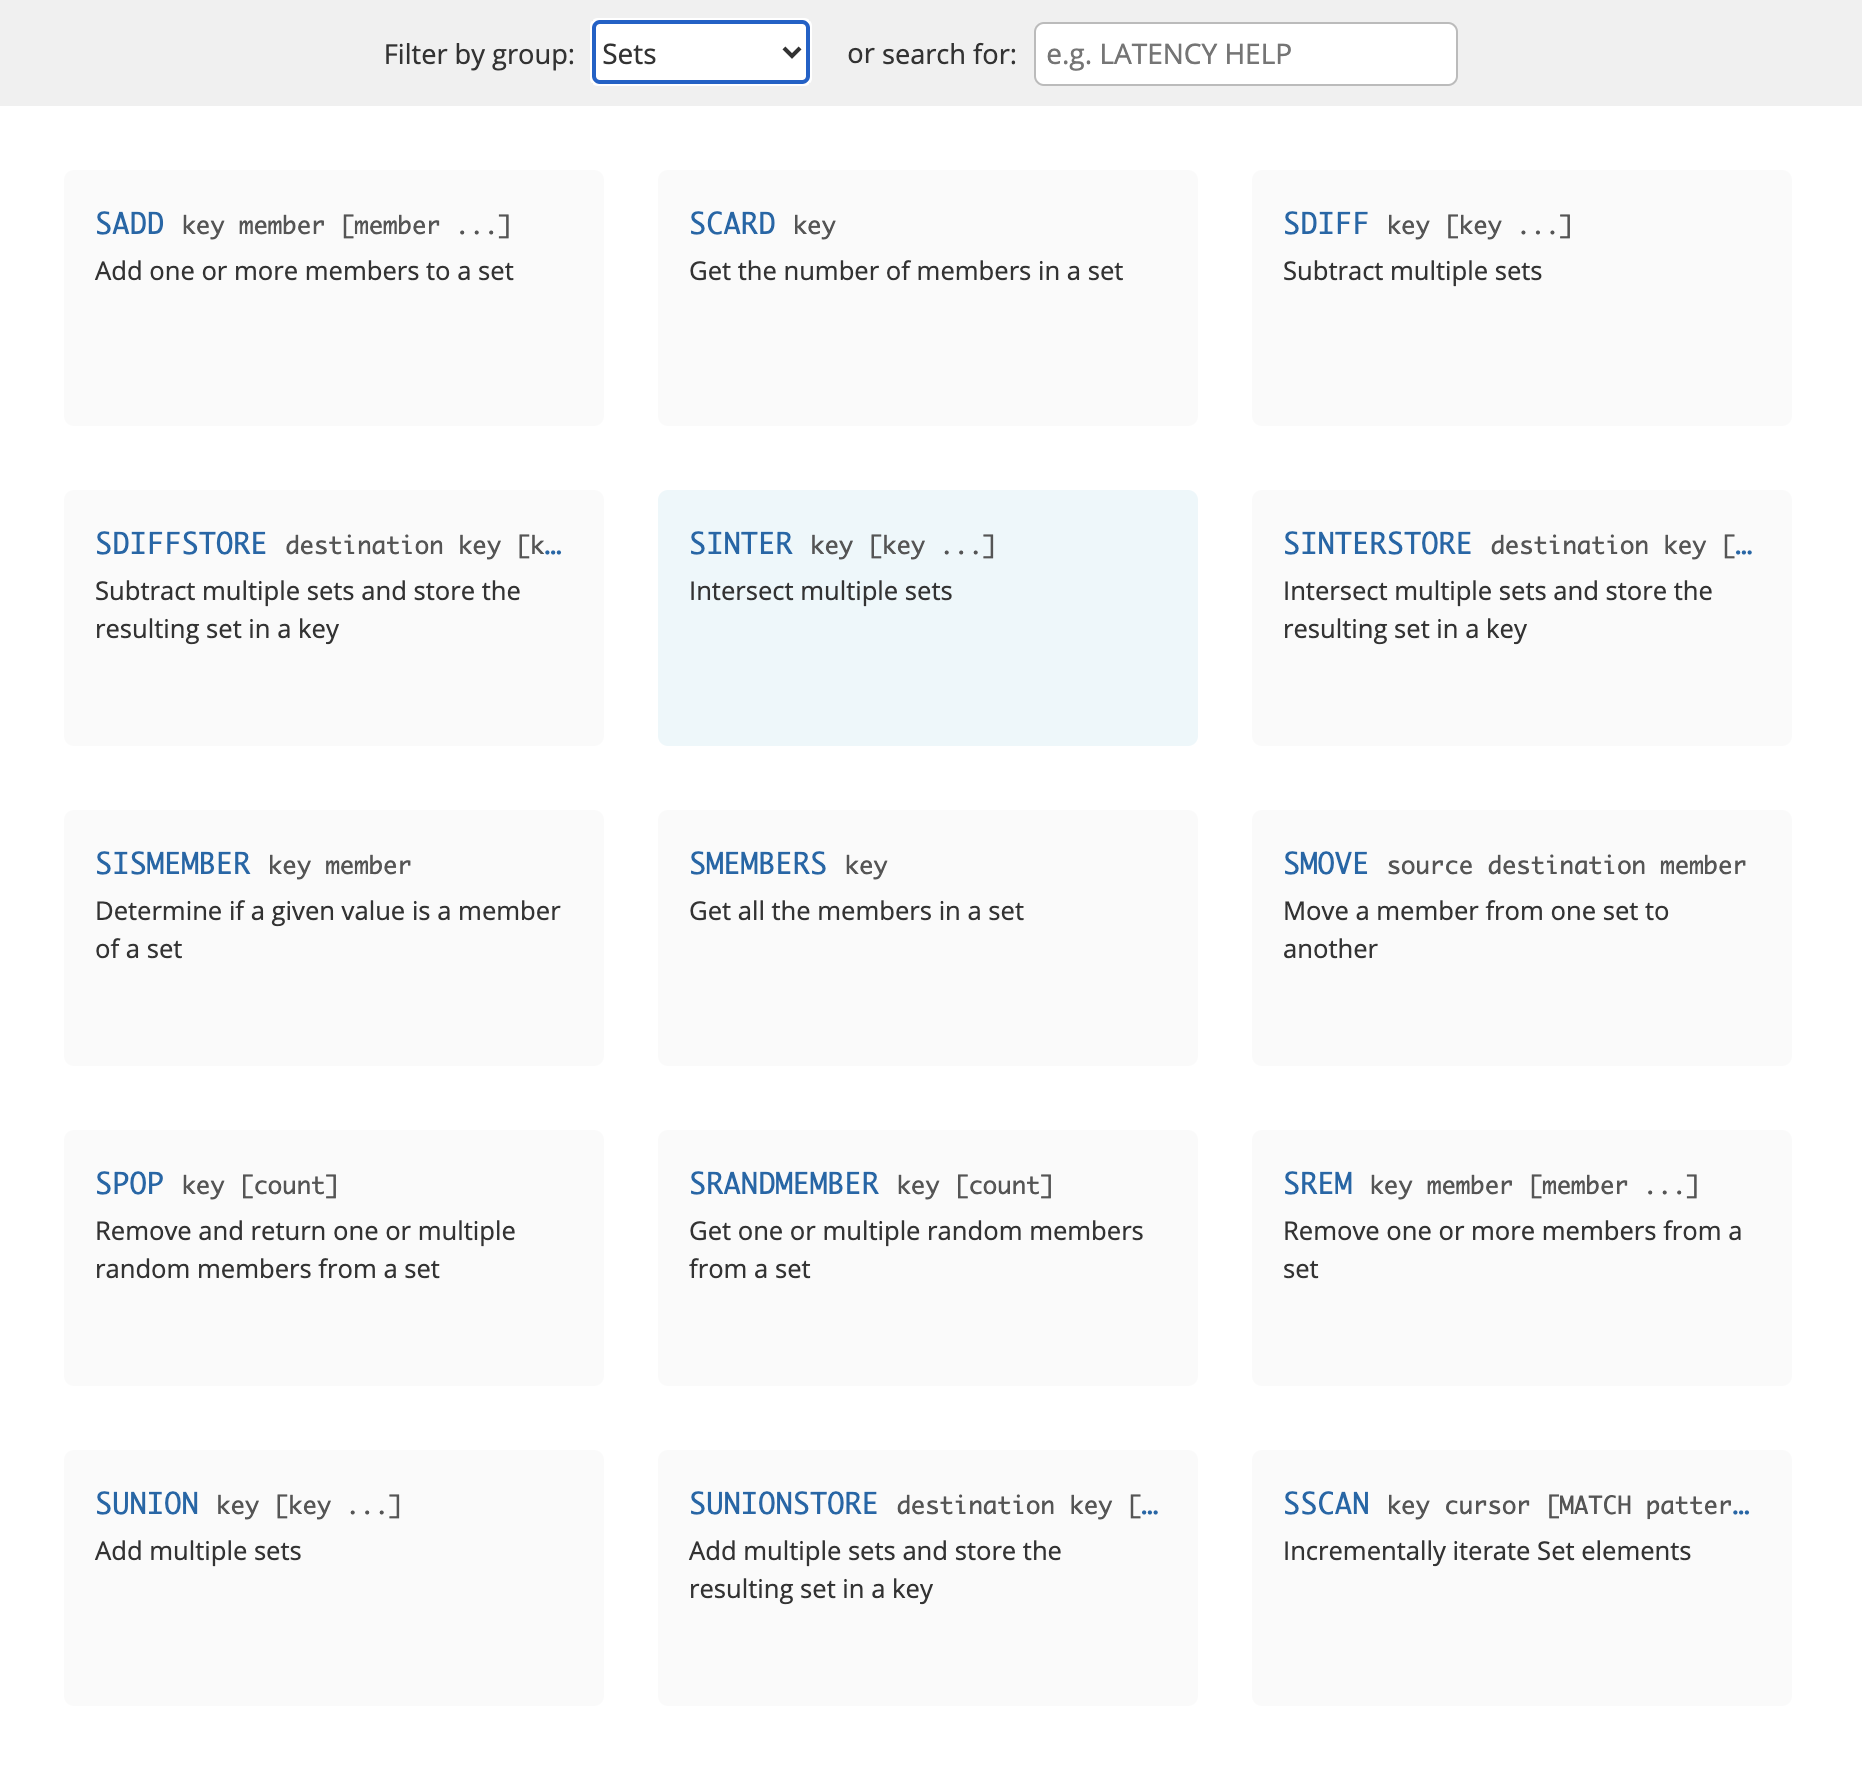 Filter by group: Sets or search for: e.g. LATENCY HELP
SADD key member [member ...]
Add one or more members to a set
SCARD key
Get the number of members in a set
SDIFF key [key ...]
Subtract multiple sets
SDIFFSTORE destination key [k...
Subtract multiple sets and store the
resulting set in a key
SINTER key [key ...]
Intersect multiple sets
SINTERSTORE destination key [...
Intersect multiple sets and store the
resulting set in a key
SISMEMBER key member
Determine if a given value is a member
of a set
SMEMBERS key
Get all the members in a set
SMOVE source destination member
Move a member from one set to
another
SPOP key [count]
Remove and return one or multiple
random members from a set
SRANDMEMBER key [count]
Get one or multiple random members
from a set
SREM key member [member ...]
Remove one or more members from a
set
SUNION key [key ...]
Add multiple sets
SUNIONSTORE destination key [...
Add multiple sets and store the
resulting set in a key
SSCAN key cursor [MATCH patter...
Incrementally iterate Set elements